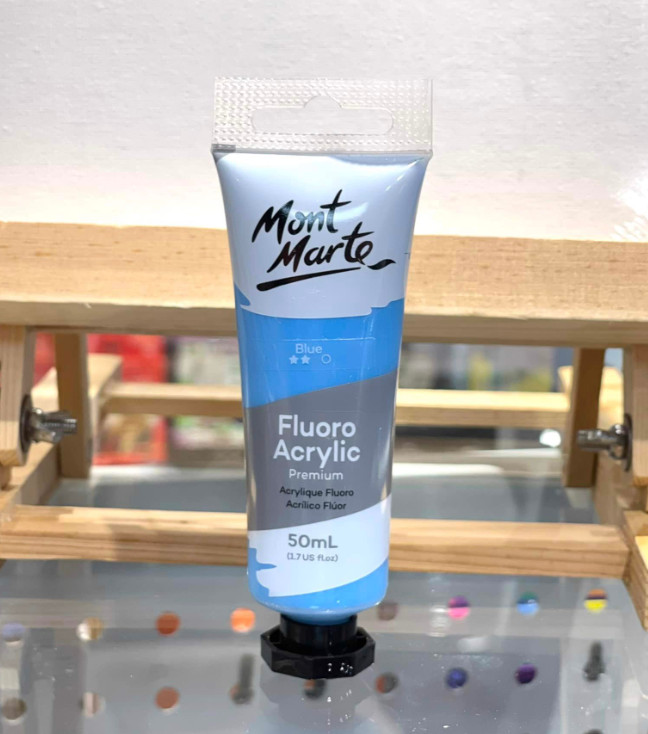 Mont
Marte
Blue
Fluoro
Acrylic
Premium
Acrylique Fluoro
Acrílico Flúor
50mL
(1.7 US fl.oz)